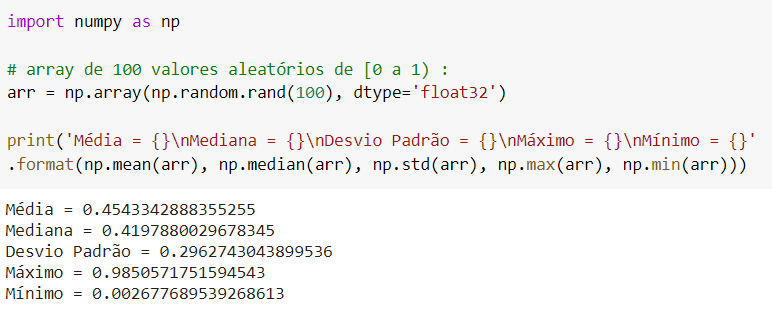 import numpy as np
# array de 100 valores aleatórios de [0 a 1) :
arr = np.array(np.random.rand(100), dtype='float32')
print('Média = {}\nMediana = {}\nDesvio Padrão = {}\nMáximo = {}\nMínimo = {}'
.format(np.mean(arr), np.median(arr), np.std(arr), np.max(arr), np.min(arr)))
Média = 0.4543342888355255
Mediana = 0.4197880029678345
Desvio Padrão = 0.2962743043899536
Máximo = 0.9850571751594543
Mínimo = 0.002677689539268613